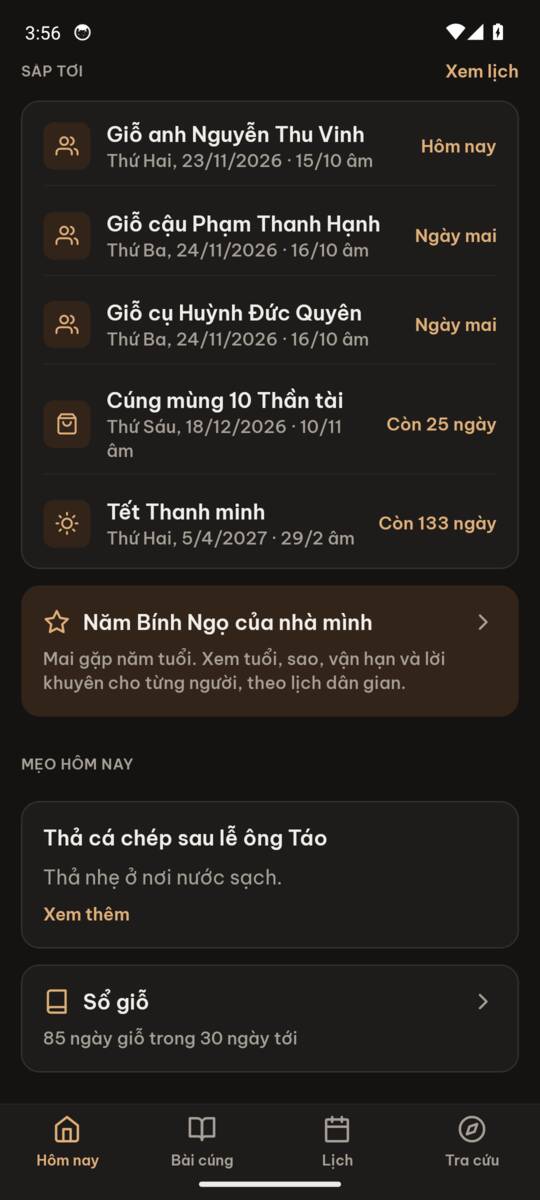 3:56
SẮP TỚI
Xem lịch
Giỗ anh Nguyễn Thu Vinh
Thứ Hai, 23/11/2026 · 15/10 âm
Hôm nay
Giỗ cậu Phạm Thanh Hạnh
Thứ Ba, 24/11/2026 · 16/10 âm
Ngày mai
Giỗ cụ Huỳnh Đức Quyên
Thứ Ba, 24/11/2026 · 16/10 âm
Ngày mai
Cúng mùng 10 Thần tài
Thứ Sáu, 18/12/2026 · 10/11
âm
Còn 25 ngày
Tết Thanh minh
Thứ Hai, 5/4/2027 · 29/2 âm
Còn 133 ngày
Năm Bính Ngọ của nhà mình
Mai gặp năm tuổi. Xem tuổi, sao, vận hạn và lời
khuyên cho từng người, theo lịch dân gian.
MẸO HÔM NAY
Thả cá chép sau lễ ông Táo
Thả nhẹ ở nơi nước sạch.
Xem thêm
Sổ giỗ
85 ngày giỗ trong 30 ngày tới
Hôm nay
Bài cúng
Lịch
Tra cứu